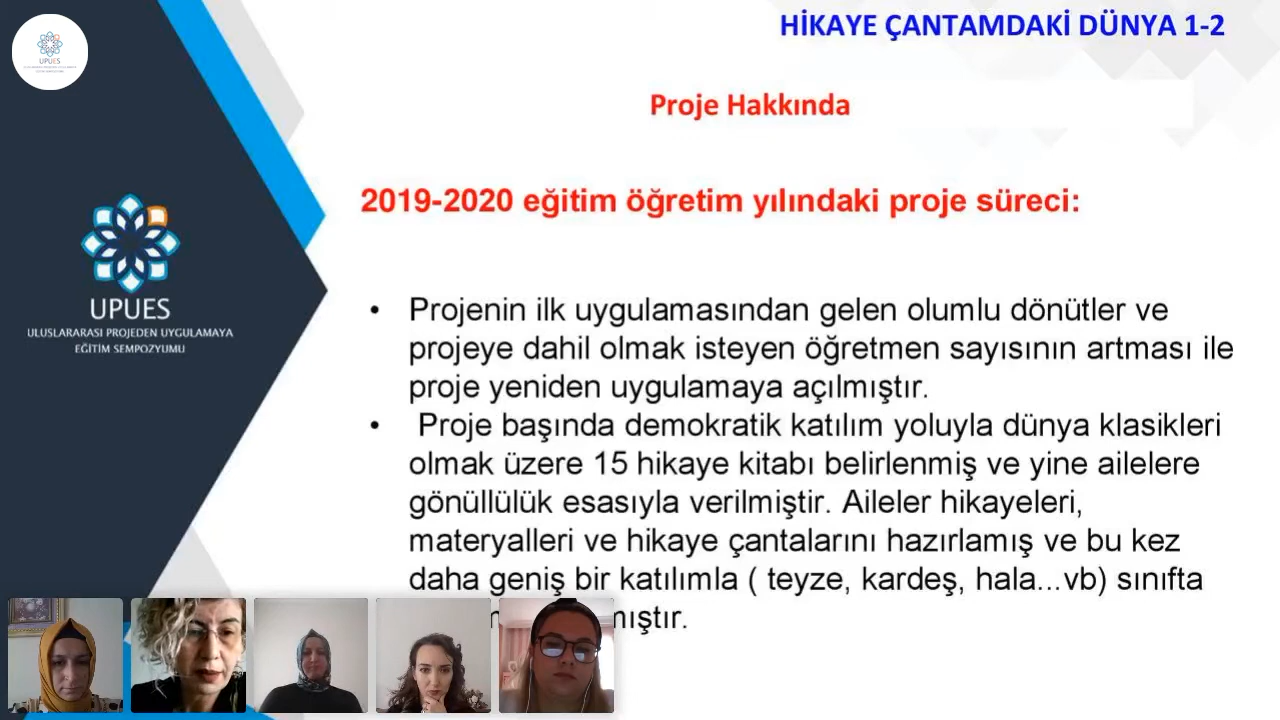 HİKAYE ÇANTAMDAKİ DÜNYA 1-2
Proje Hakkında
2019-2020 eğitim öğretim yılındaki proje süreci:
• Projenin ilk uygulamasından gelen olumlu dönütler ve
projeye dahil olmak isteyen öğretmen sayısının artması ile
proje yeniden uygulamaya açılmıştır.
• Proje başında demokratik katılım yoluyla dünya klasikleri
olmak üzere 15 hikaye kitabı belirlenmiş ve yine ailelere
gönüllülük esasıyla verilmiştir. Aileler hikayeleri,
materyalleri ve hikaye çantalarını hazırlamış ve bu kez
daha geniş bir katılımla ( teyze, kardeş, hala...vb) sınıfta
mıştır.
UPUES
ULUSLARARASI PROJEDEN UYGULAMAYA
EĞİTİM SEMPOZYUMU
UPUES